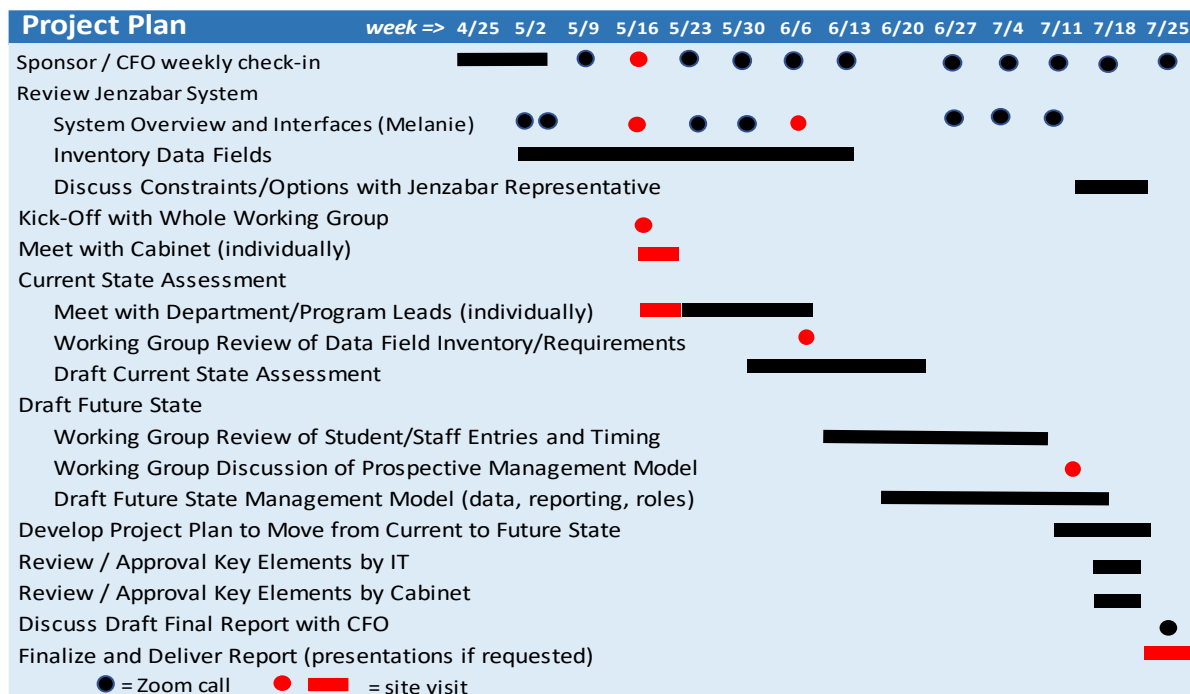 Project Plan week => 4/25 5/2 5/9 5/16 5/23 5/30 6/6 6/13 6/20 6/27 7/4 7/11 7/18 7/25
Sponsor / CFO weekly check-in
Review Jenzabar System
System Overview and Interfaces (Melanie)
Inventory Data Fields
Discuss Constraints/Options with Jenzabar Representative
Kick-Off with Whole Working Group
Meet with Cabinet (individually)
Current State Assessment
Meet with Department/Program Leads (individually)
Working Group Review of Data Field Inventory/Requirements
Draft Current State Assessment
Draft Future State
Working Group Review of Student/Staff Entries and Timing
Working Group Discussion of Prospective Management Model
Draft Future State Management Model (data, reporting, roles)
Develop Project Plan to Move from Current to Future State
Review / Approval Key Elements by IT
Review / Approval Key Elements by Cabinet
Discuss Draft Final Report with CFO
Finalize and Deliver Report (presentations if requested)
= Zoom call = site visit